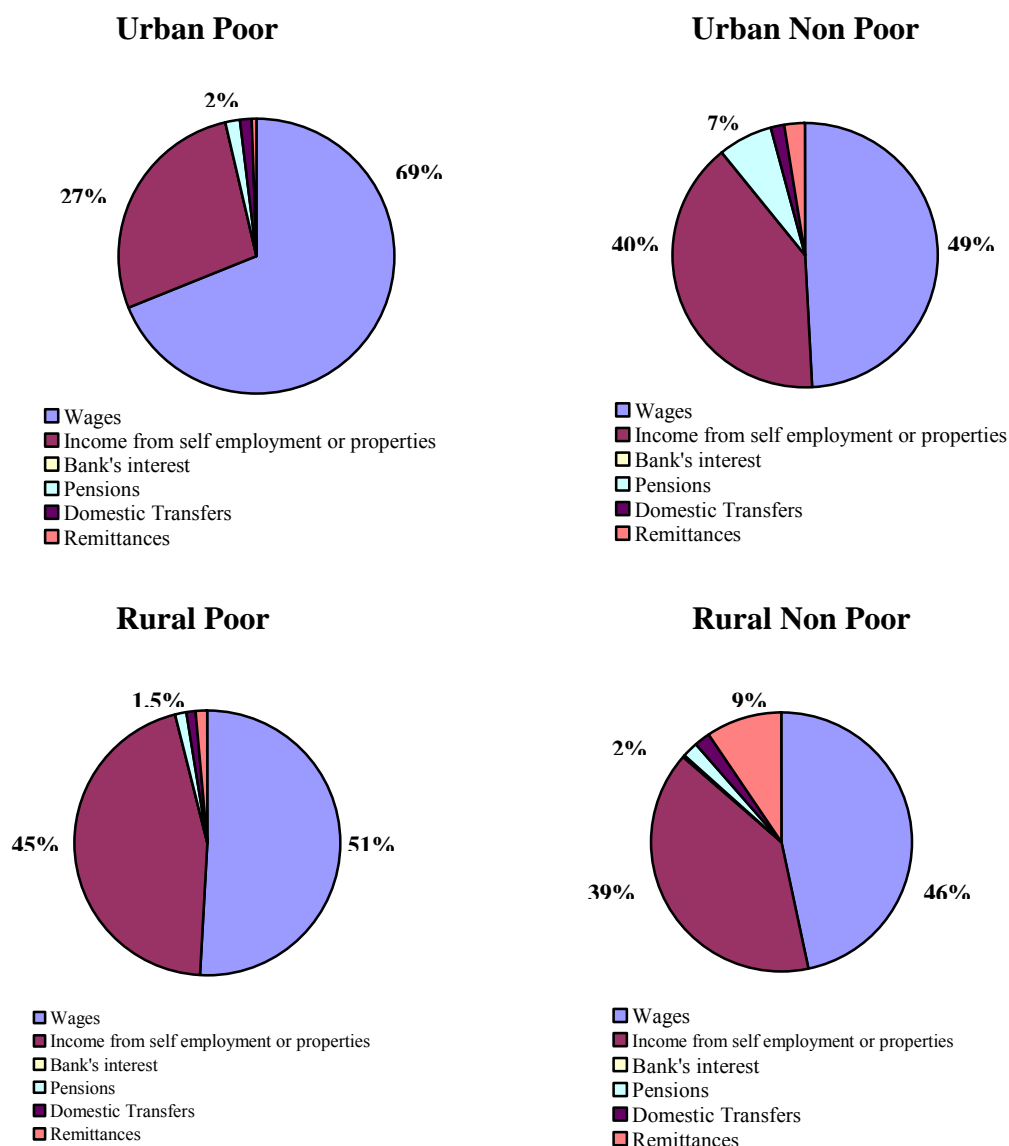 Urban Poor
2%
69%
27%
Wages
Income from self employment or properties
Bank's interest
Pensions
Domestic Transfers
Remittances
Urban Non Poor
7%
40%
49%
Wages
Income from self employment or properties
Bank's interest
Pensions
Domestic Transfers
Remittances
Rural Poor
1.5%
45%
51%
Wages
Income from self employment or properties
Bank's interest
Pensions
Domestic Transfers
Remittances
Rural Non Poor
9%
2%
39%
46%
Wages
Income from self employment or properties
Bank's interest
Pensions
Domestic Transfers
Remittances